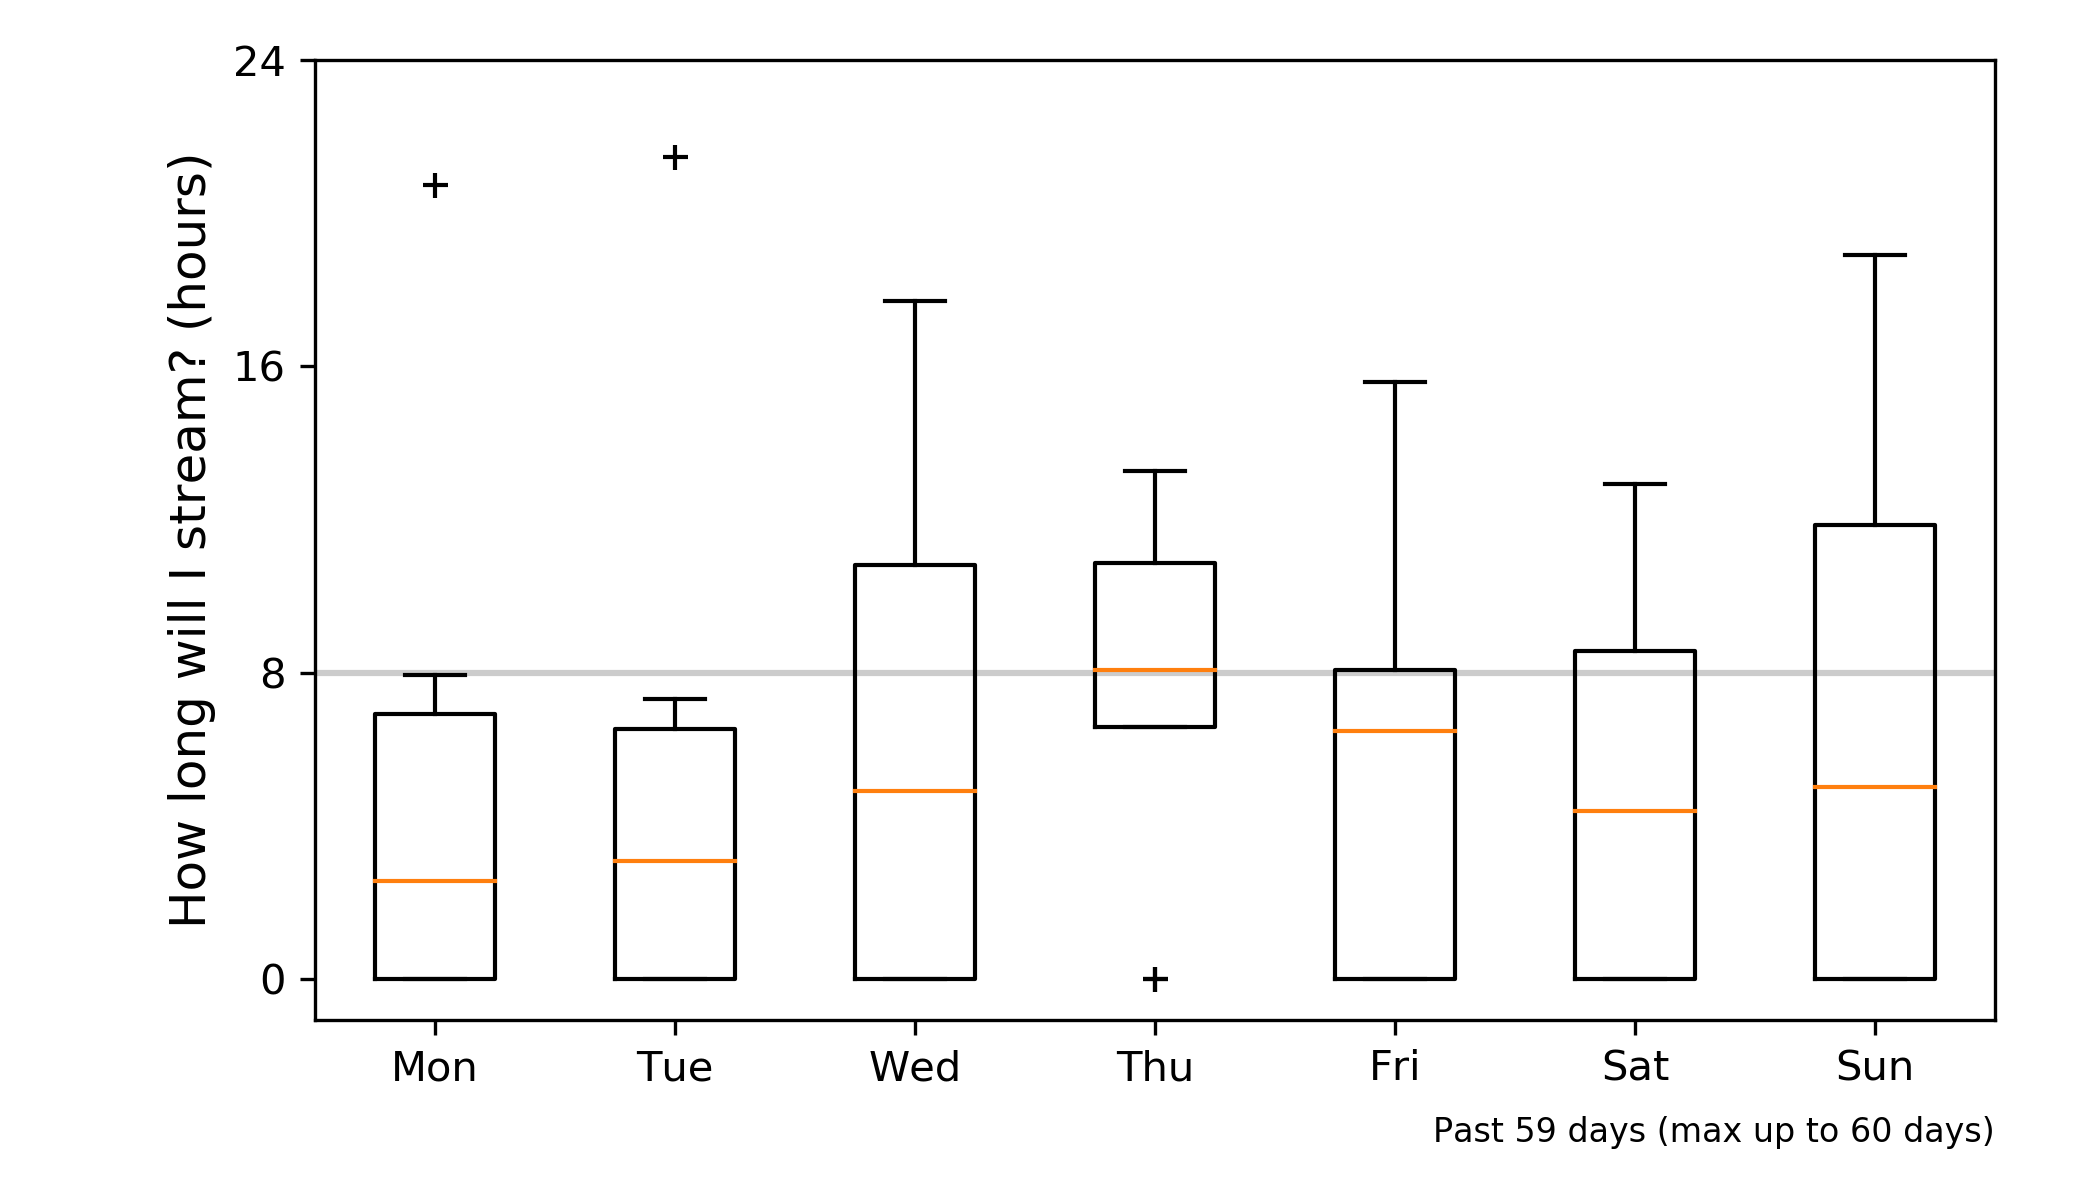 How long will I stream? (hours)
24
16
8
0
Mon Tue Wed Thu Fri Sat Sun
Past 59 days (max up to 60 days)